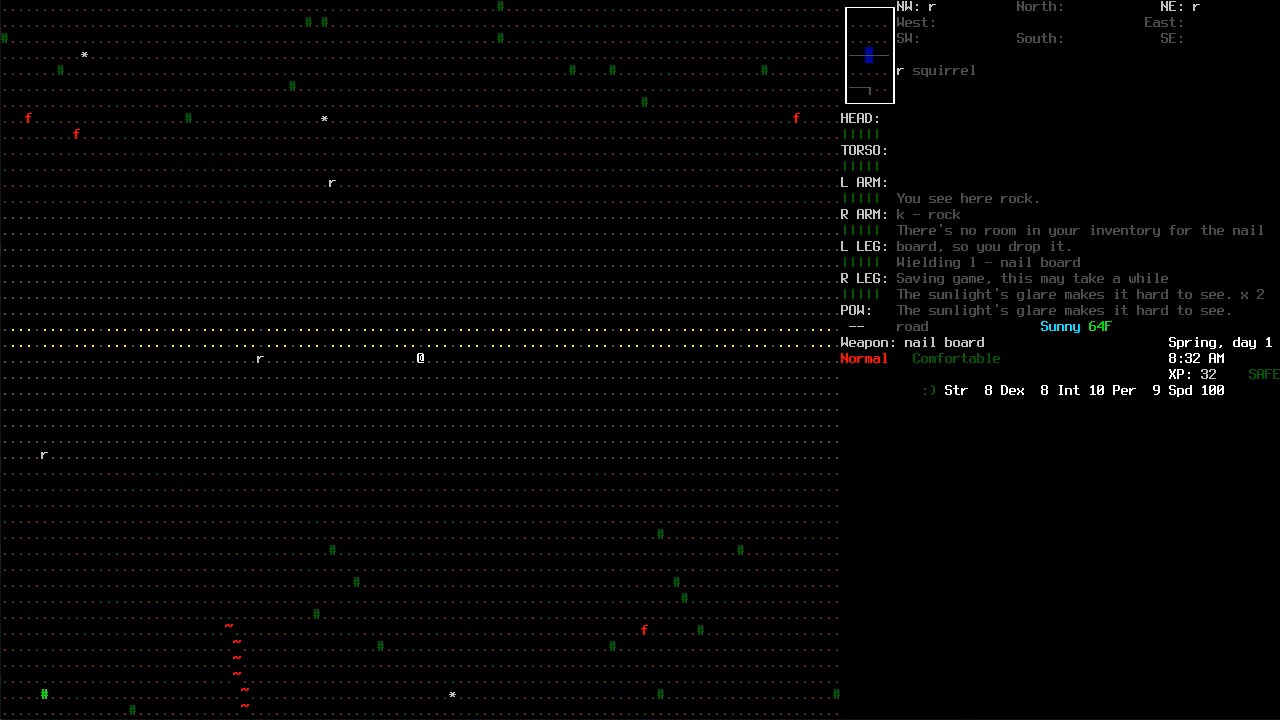 NW: r North: NE: r
West: East:
SW: South: SE:
r squirrel
HEAD:
TORSO:
L ARM:
You see here rock.
R ARM: k – rock
There's no room in your inventory for the nail
L LEG: board, so you drop it.
Wielding l – nail board
R LEG: Saving game, this may take a while
The sunlight's glare makes it hard to see. x 2
POW: The sunlight's glare makes it hard to see.
-- road Sunny 64F
Weapon: nail board Spring, day 1
Normal Comfortable 8:32 AM
XP: 32 SAFE
:) Str 8 Dex 8 Int 10 Per 9 Spd 100